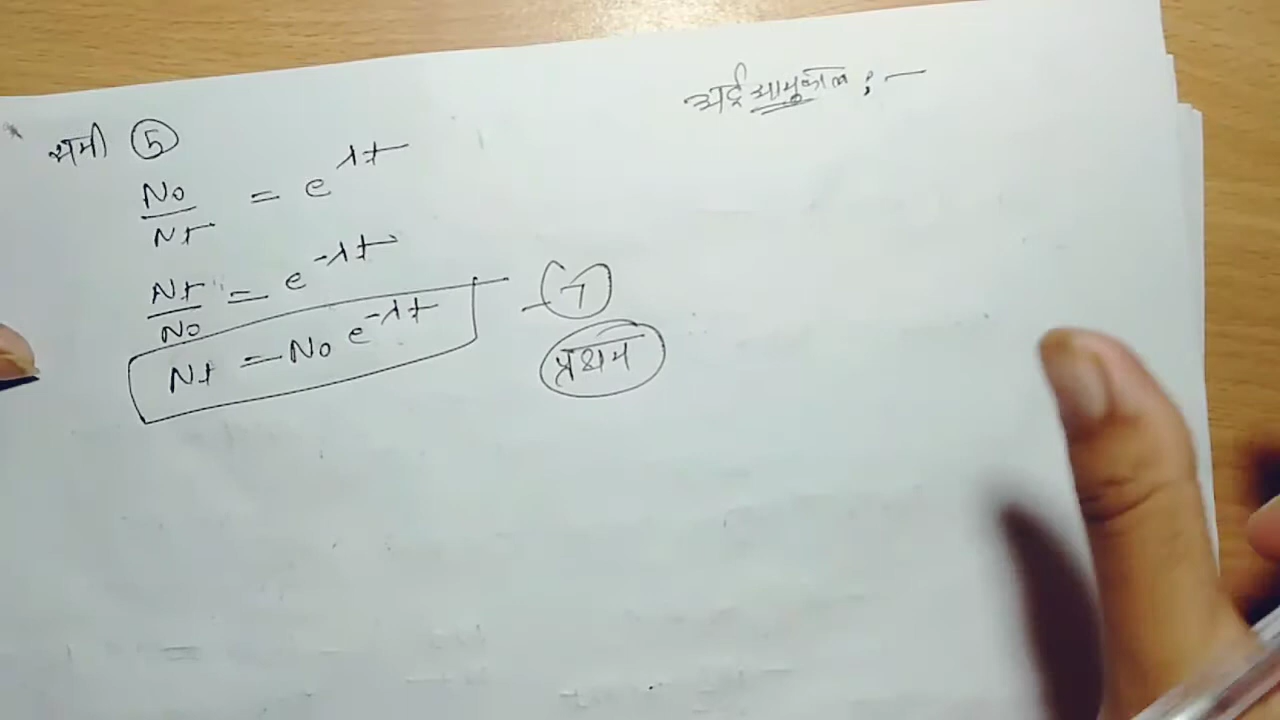 समी ⑤
No/Nt = e^λt
Nt/No = e^-λt
Nt = No e^-λt - ⑦
प्रथम
अर्द्ध आयुकाल :-